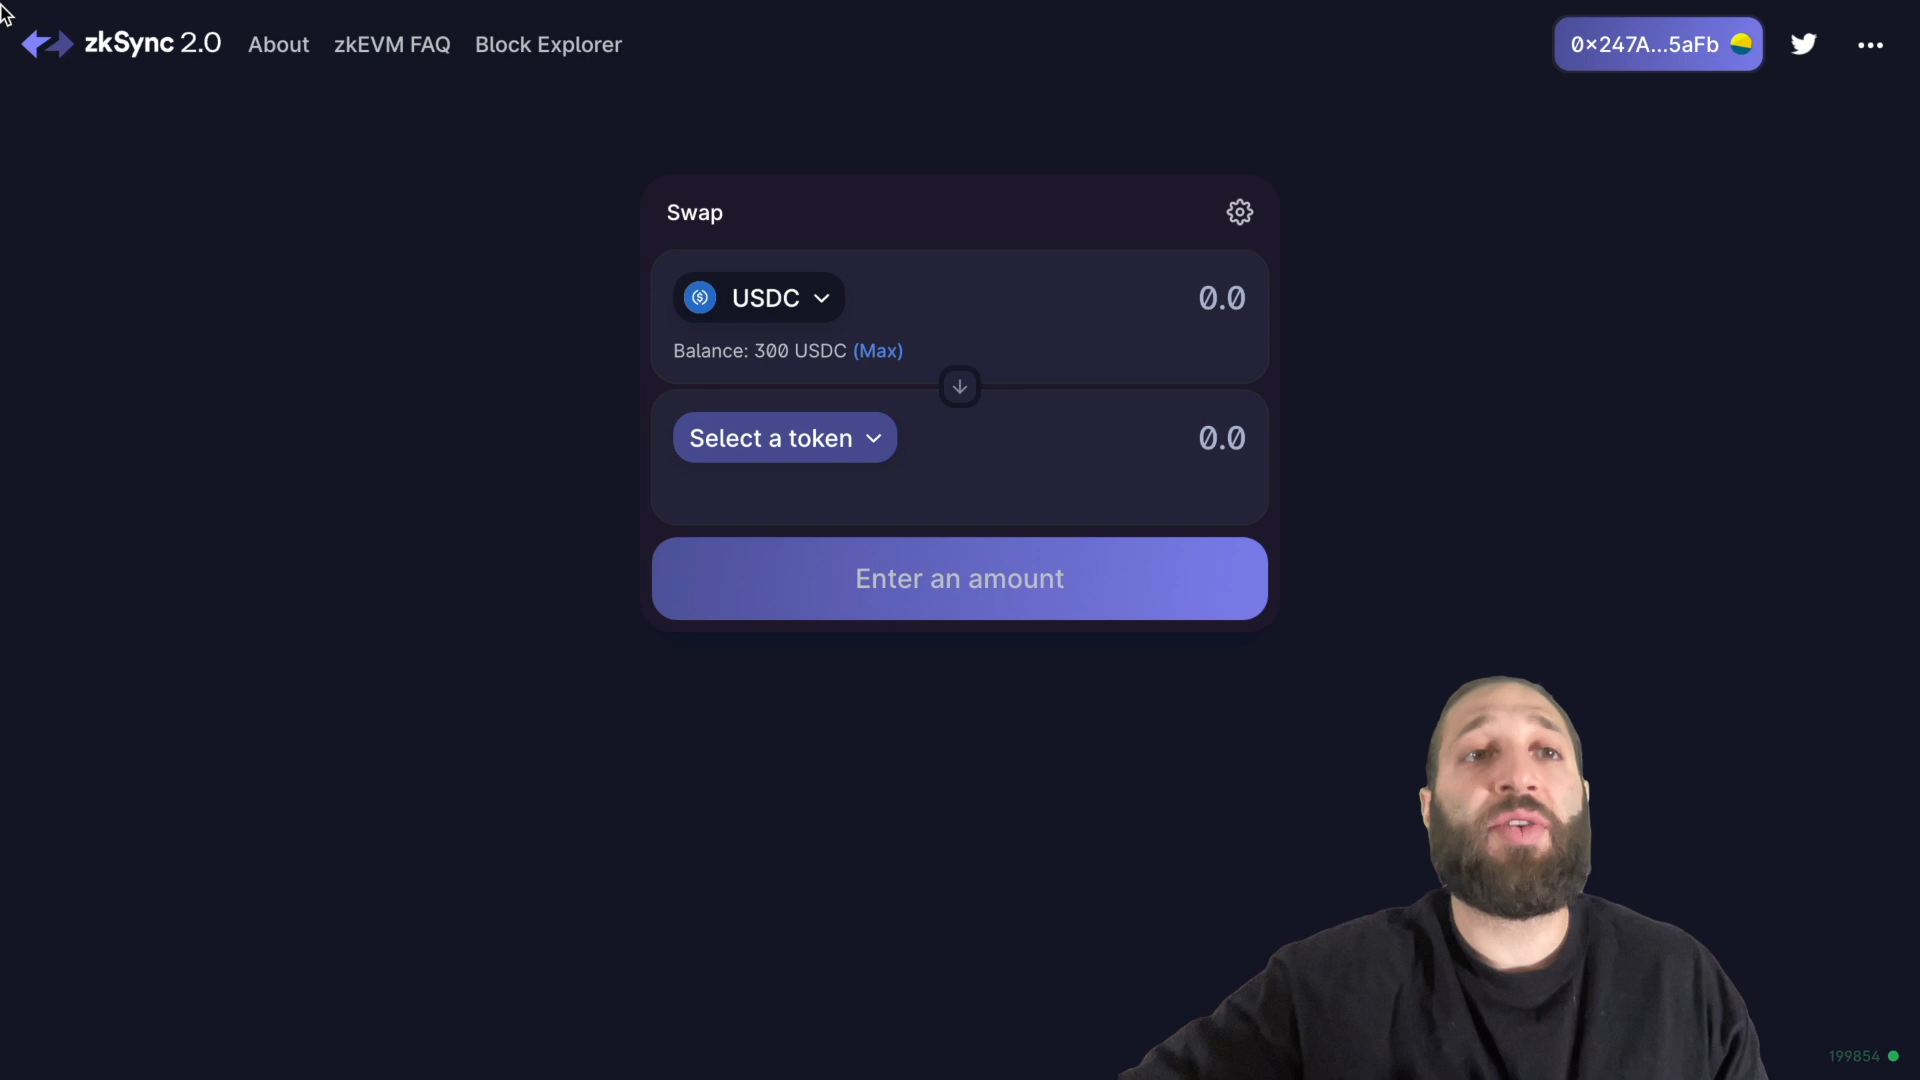 zkSync 2.0
About
zkEVM FAQ
Block Explorer
0×247A...5aFb
Swap
USDC
0.0
Balance: 300 USDC (Max)
Select a token
0.0
Enter an amount
199854